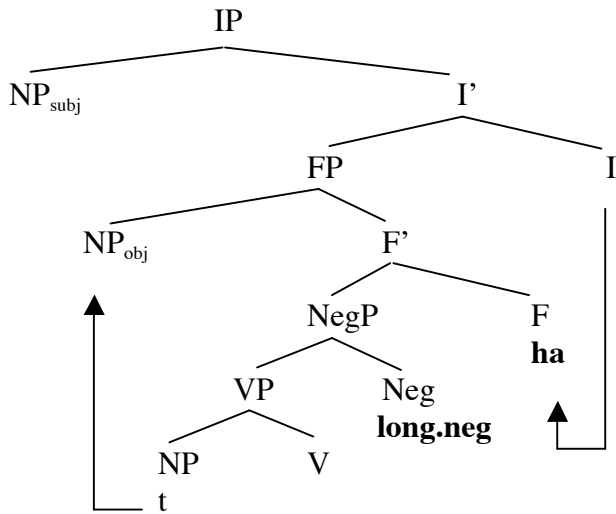 IP
NPsubj I’
FP I
NPobj F’
NegP F
ha
VP Neg
long.neg
NP V
t